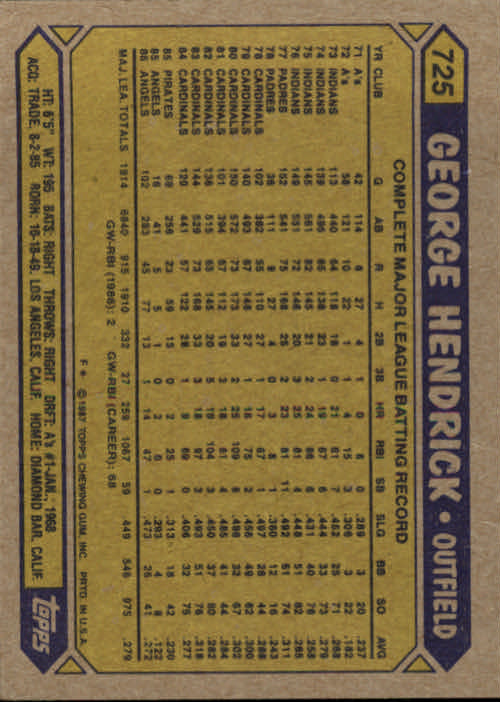 725 GEORGE HENDRICK • OUTFIELD
COMPLETE MAJOR LEAGUE BATTING RECORD
YR CLUB G AB R H 2B 3B HR RBI SB SLG BB SO AVG
71 A's 42 114 8 27 4 1 0 8 0 .289 3 20 .237
72 A's 58 121 10 22 1 1 4 15 3 .306 3 22 .182
73 INDIANS 113 440 64 118 18 0 21 61 7 .452 25 71 .268
74 INDIANS 139 495 65 138 23 1 19 67 6 .444 33 73 .279
75 INDIANS 145 561 82 145 21 2 24 86 6 .431 40 78 .258
76 INDIANS 149 551 72 146 20 3 25 81 4 .448 51 82 .265
77 PADRES 152 541 75 168 25 2 23 81 11 .492 61 74 .311
78 PADRES 36 111 9 27 4 0 3 8 1 .360 12 16 .243
78 CARDINALS 102 382 55 110 27 1 17 67 1 .497 28 44 .288
79 CARDINALS 140 493 67 148 27 1 16 75 2 .456 49 62 .300
80 CARDINALS 150 572 73 173 33 2 25 109 6 .498 32 67 .302
81 CARDINALS 101 394 67 112 19 3 18 61 4 .485 41 44 .284
82 CARDINALS 136 515 65 145 20 5 19 104 3 .450 37 80 .282
83 CARDINALS 144 529 73 168 33 3 18 97 3 .493 51 76 .318
84 CARDINALS 120 441 57 122 28 1 9 69 0 .406 32 75 .277
85 PIRATES 69 256 23 59 15 0 2 25 1 .313 18 42 .230
85 ANGELS 16 41 5 5 1 0 2 6 0 .293 4 8 .122
86 ANGELS 102 283 45 77 13 1 14 47 1 .473 26 41 .272
MAJ. LEA. TOTALS 1914 6840 915 1910 332 27 259 1067 59 .449 546 975 .279
GW-RBI (1986): 2 GW-RBI (CAREER): 68
F * © 1987 TOPPS CHEWING GUM, INC. PRTD. IN U.S.A.
HT: 6'5" WT: 195 BATS: RIGHT THROWS: RIGHT DRFT: A's #1-JAN., 1968
ACQ: TRADE, 8-2-85 BORN: 10-18-49, LOS ANGELES, CALIF. HOME: DIAMOND BAR, CALIF.
TOPPS